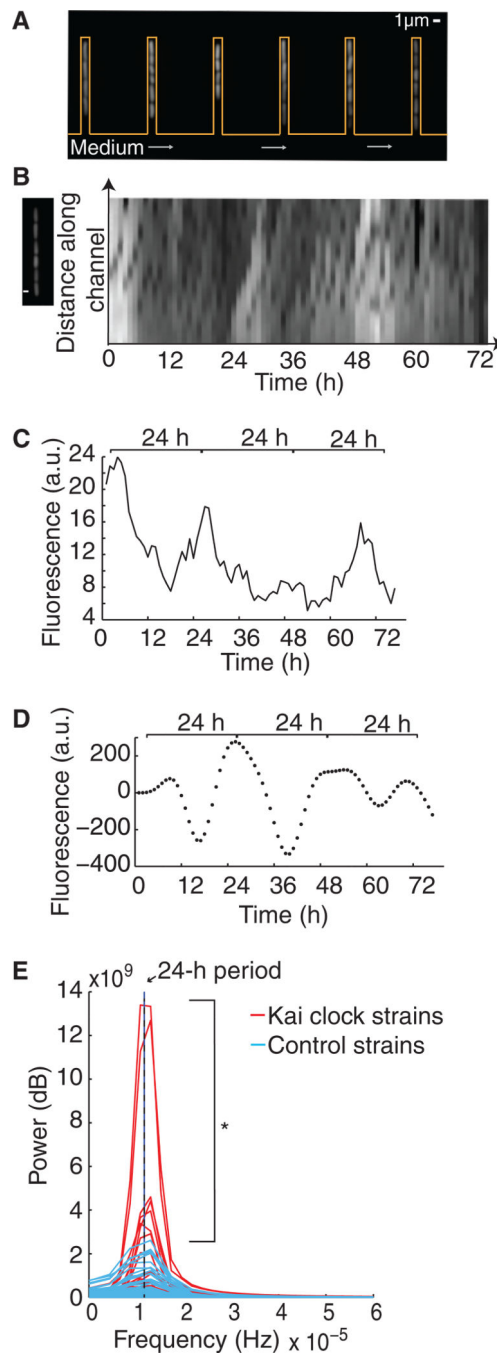 A
1µm
Medium
B
Distance along
channel
0 12 24 36 48 60 72
Time (h)
C
24 h 24 h 24 h
Fluorescence (a.u.)
24
20
16
12
8
4
0 12 24 36 48 60 72
Time (h)
D
24 h 24 h 24 h
Fluorescence (a.u.)
200
0
−200
−400
0 12 24 36 48 60 72
Time (h)
E
x10⁹
24-h period
Kai clock strains
Control strains
*
Power (dB)
14
12
10
8
6
4
2
0
0 1 2 3 4 5 6
Frequency (Hz) x 10⁻⁵